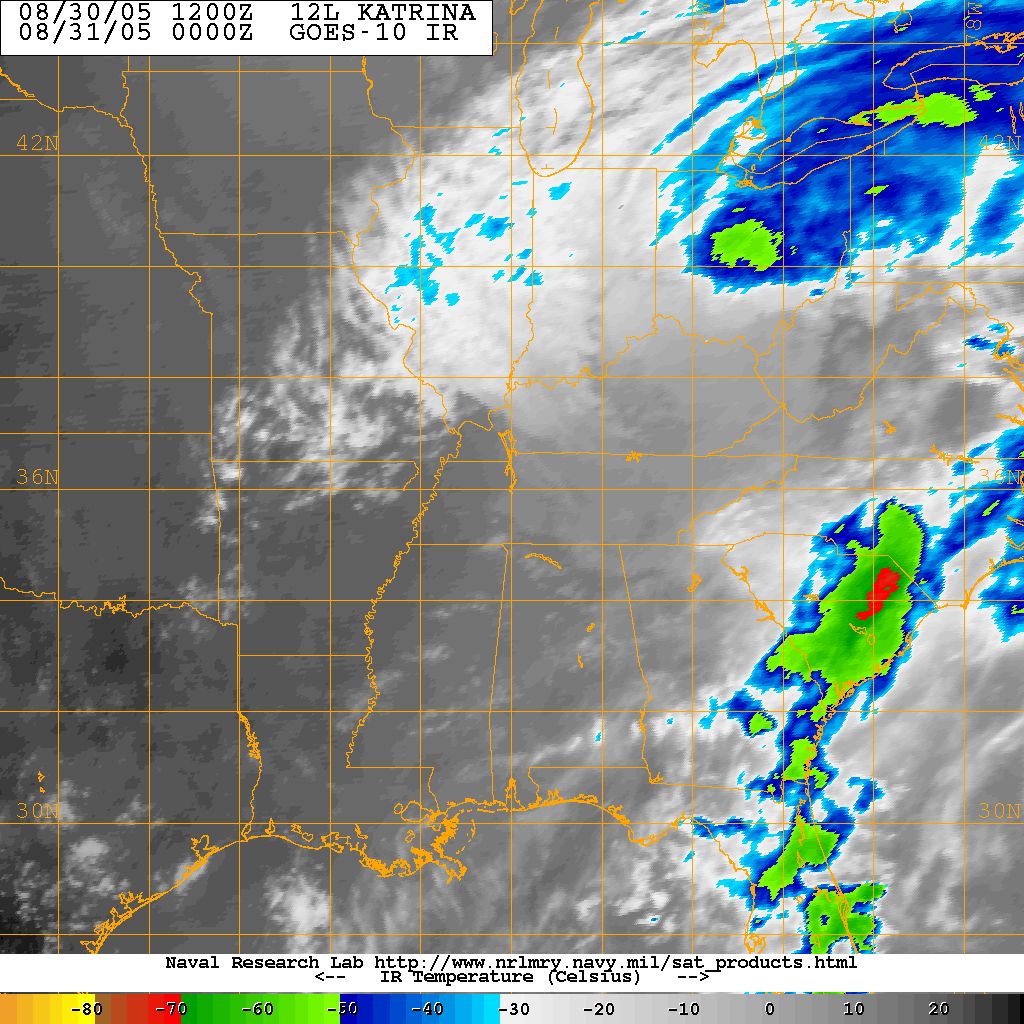 08/30/05 1200Z 12L KATRINA
08/31/05 0000Z GOES-10 IR
42N 42N
36N 36N
30N 30N
Naval Research Lab http://www.nrlmry.navy.mil/sat_products.html
<-- IR Temperature (Celsius) -->
-80 -70 -60 -50 -40 -30 -20 -10 0 10 20